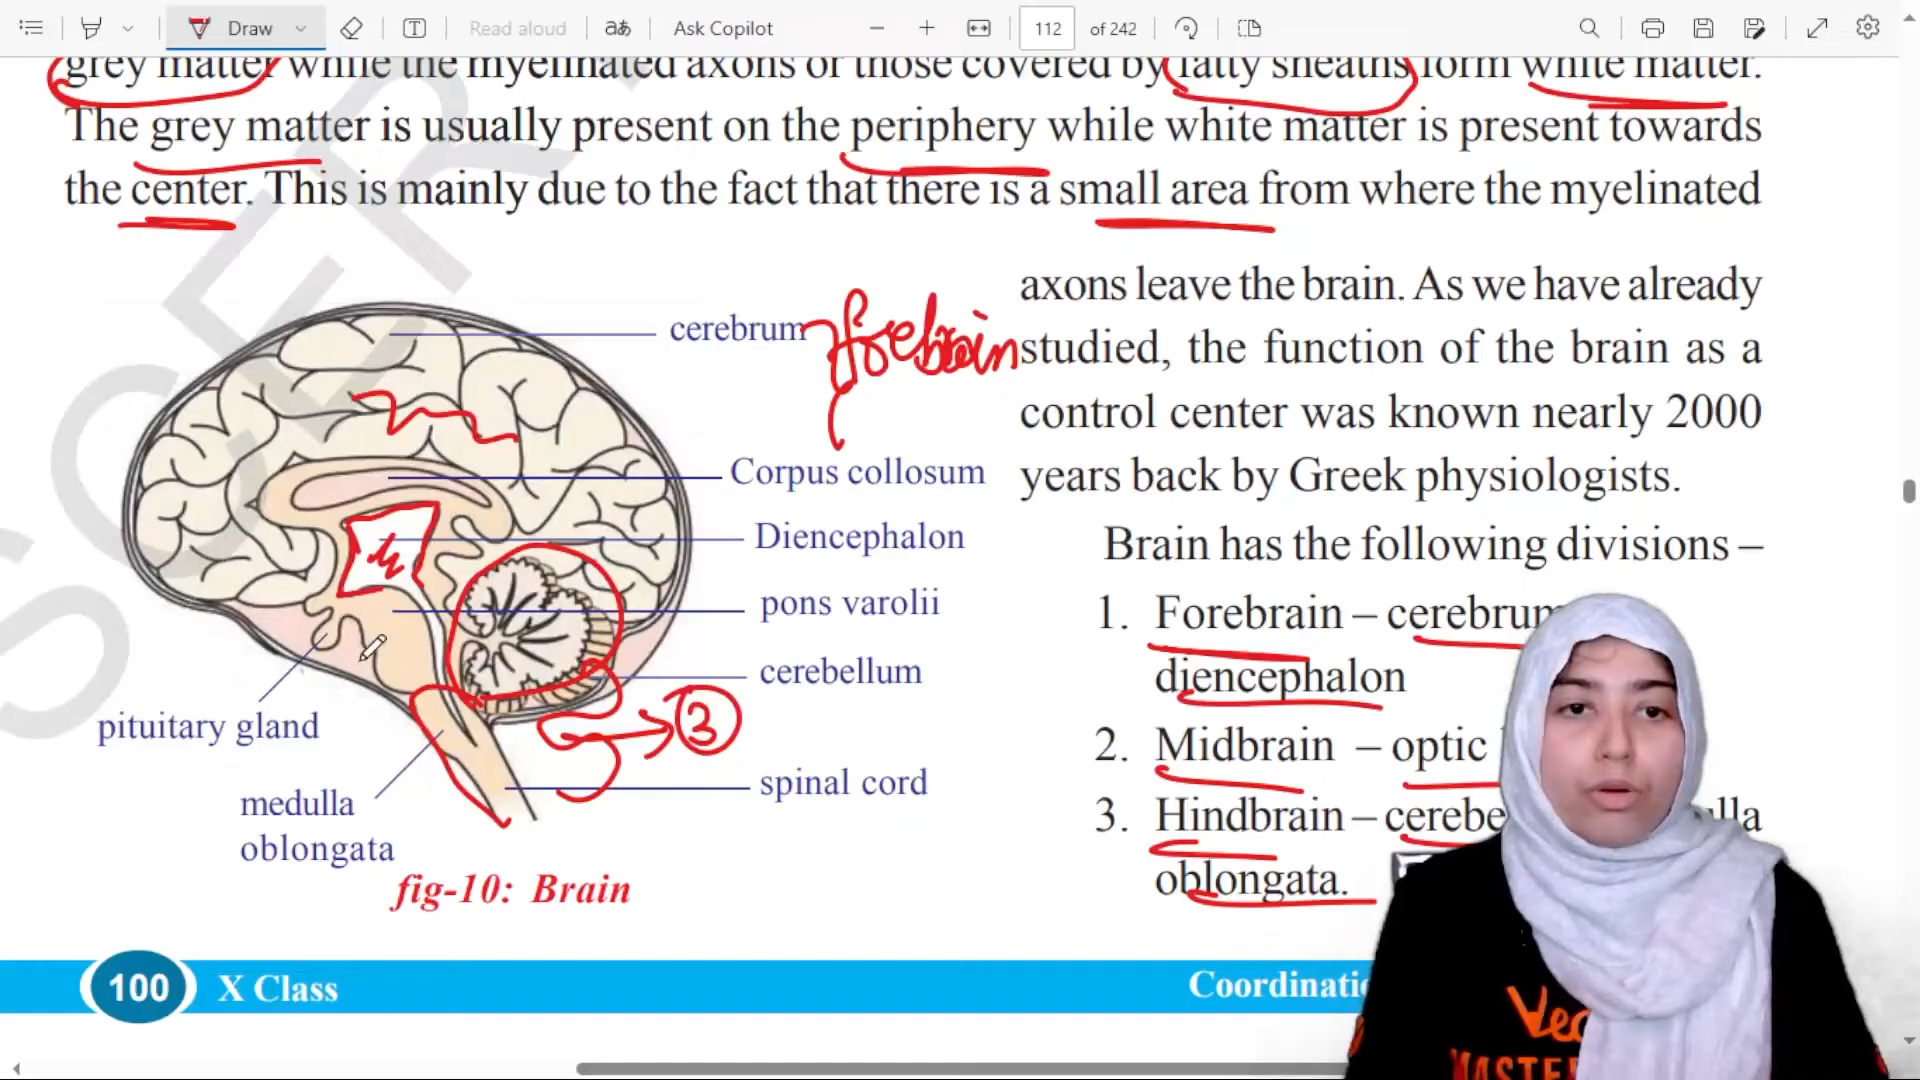 Draw
Read aloud
aあ
Ask Copilot
112 of 242
grey matter while the myelinated axons or those covered by fatty sheaths form white matter.
The grey matter is usually present on the periphery while white matter is present towards
the center. This is mainly due to the fact that there is a small area from where the myelinated
axons leave the brain. As we have already
studied, the function of the brain as a
control center was known nearly 2000
years back by Greek physiologists.
Brain has the following divisions –
1. Forebrain – cerebrum
diencephalon
2. Midbrain – optic
3. Hindbrain –
oblongata.
cerebrum
forebrain
Corpus collosum
Diencephalon
pons varolii
cerebellum
3
spinal cord
pituitary gland
medulla
oblongata
fig-10: Brain
100 X Class
SCERT